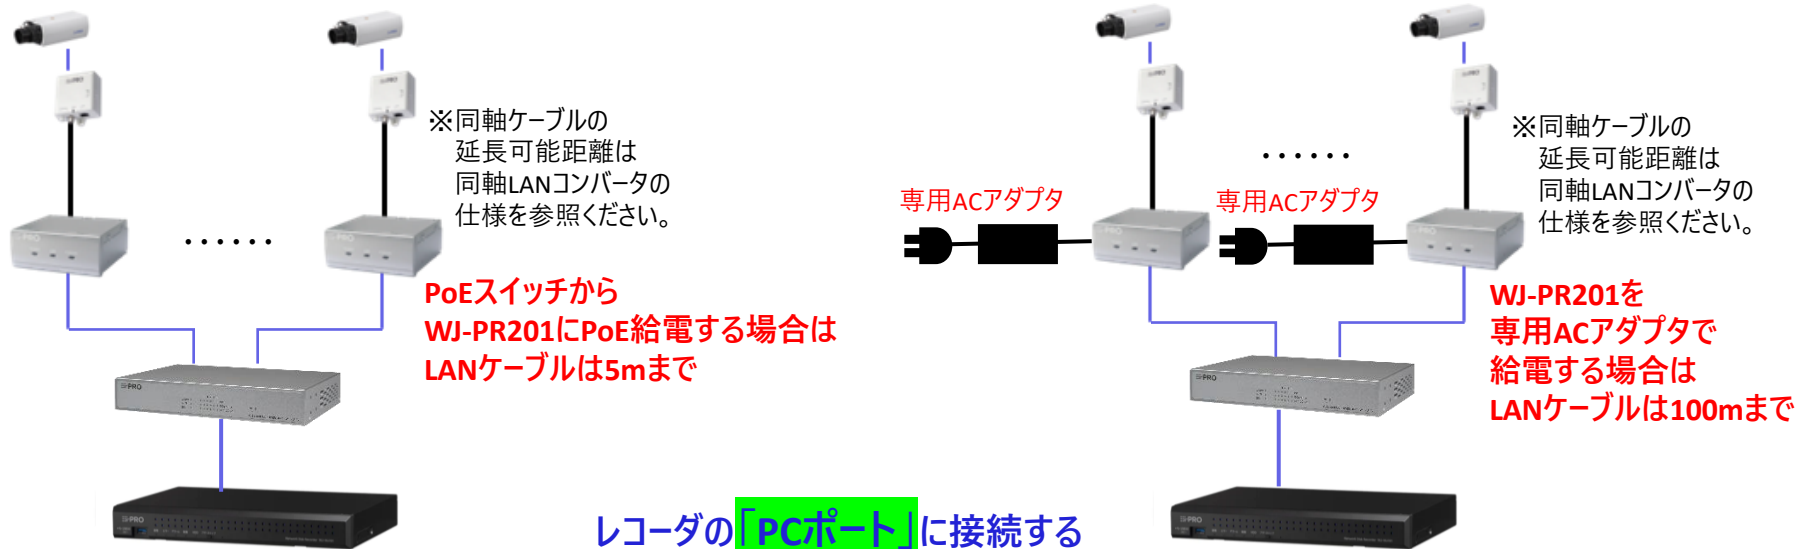 ※同軸ケーブルの
延長可能距離は
同軸LANコンバータの
仕様を参照ください。
・・・・・・
PoEスイッチから
WJ-PR201にPoE給電する場合は
LANケーブルは5mまで
i-PRO
i-PRO
※同軸ケーブルの
延長可能距離は
同軸LANコンバータの
仕様を参照ください。
・・・・・・
専用ACアダプタ
専用ACアダプタ
WJ-PR201を
専用ACアダプタで
給電する場合は
LANケーブルは100mまで
i-PRO
i-PRO
レコーダの「PCポート」に接続する